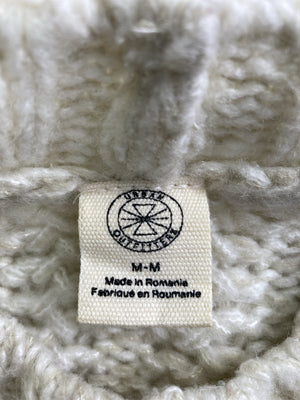 URBAN
OUTFITTERS
M-M
Made in Romania
Fabriqué en Roumanie